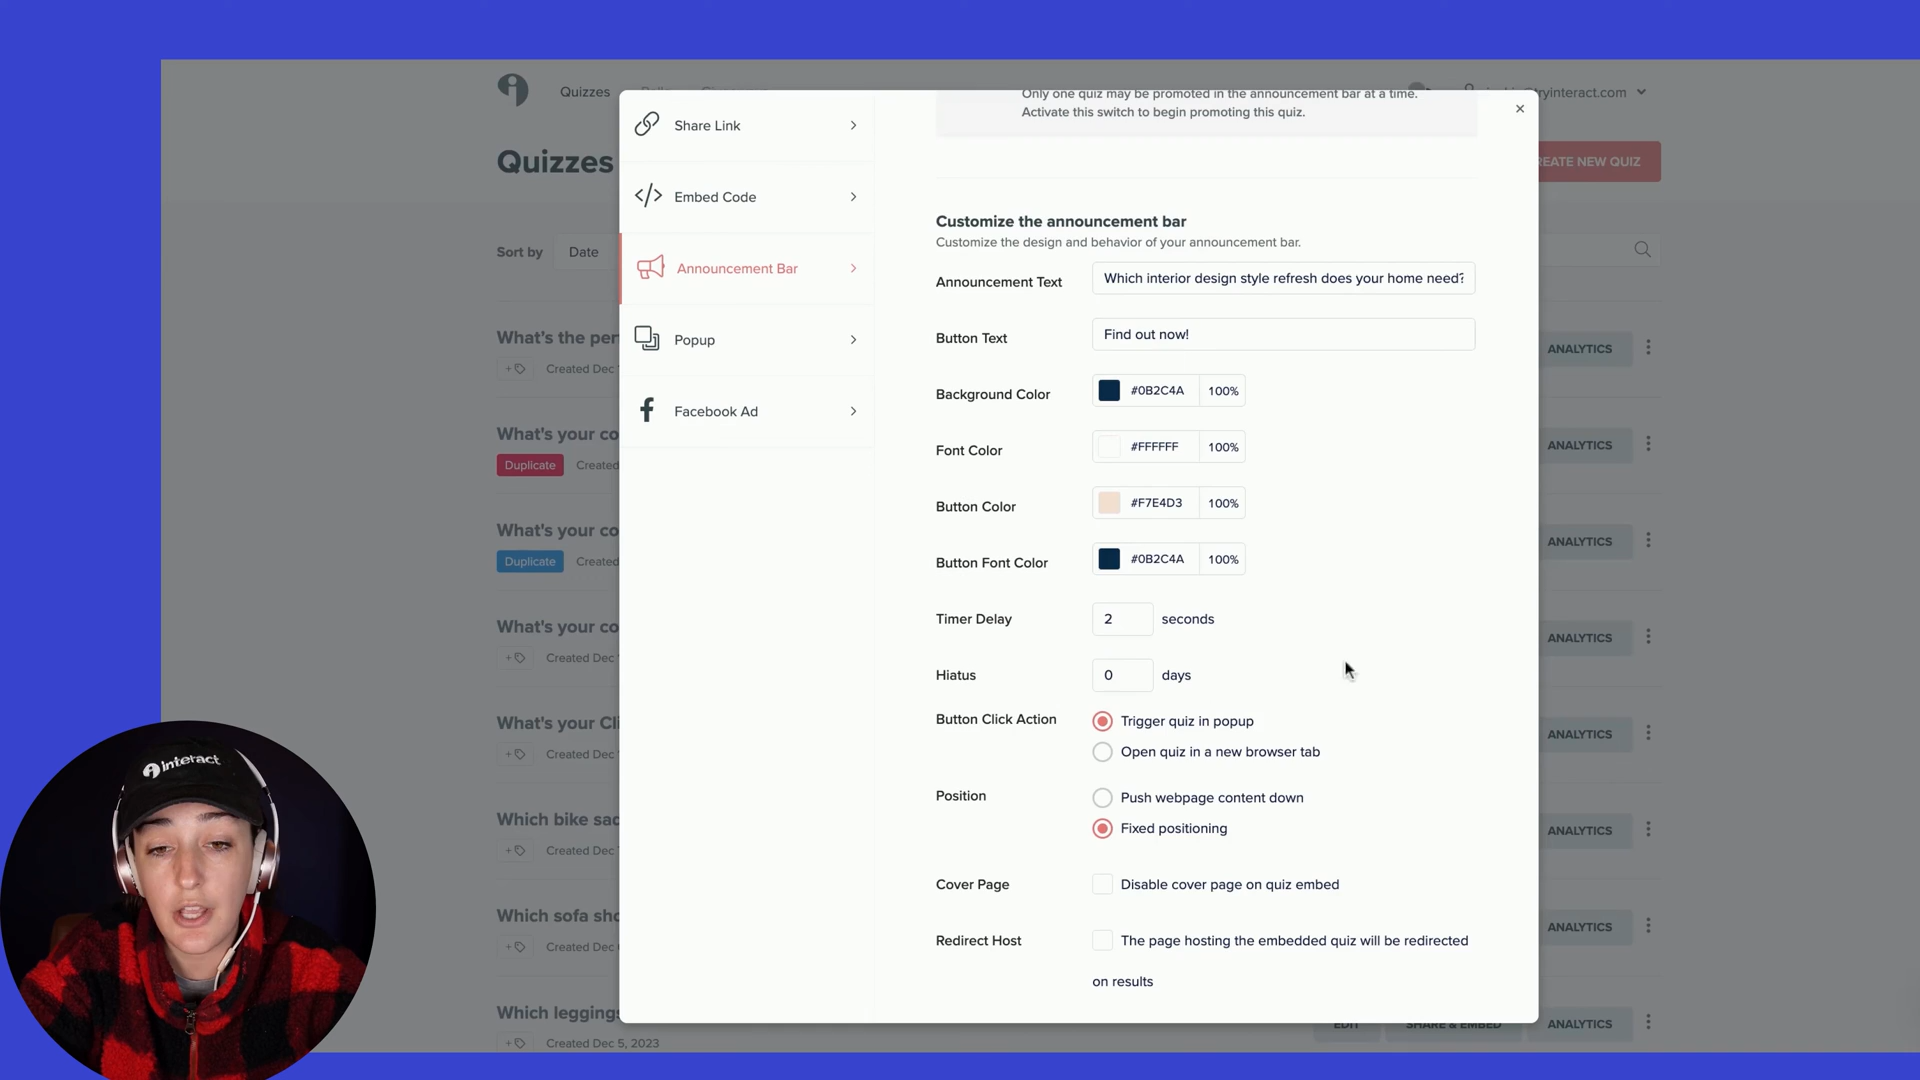 Quizzes
tryinteract.com
Quizzes
CREATE NEW QUIZ
Sort by
Date
What's the per
+
Created Dec
ANALYTICS
What's your co
Duplicate
Created
ANALYTICS
What's your co
Duplicate
Created
ANALYTICS
What's your co
+
Created Dec
ANALYTICS
What's your Cli
+
Created Dec
ANALYTICS
Which bike sad
+
Created Dec
ANALYTICS
Which sofa sho
+
Created Dec
ANALYTICS
Which leggings
+
Created Dec 5, 2023
EDIT
SHARE & EMBED
ANALYTICS
Share Link
Embed Code
Announcement Bar
Popup
Facebook Ad
Only one quiz may be promoted in the announcement bar at a time.
Activate this switch to begin promoting this quiz.
×
Customize the announcement bar
Customize the design and behavior of your announcement bar.
Announcement Text
Which interior design style refresh does your home need?
Button Text
Find out now!
Background Color
#0B2C4A
100%
Font Color
#FFFFFF
100%
Button Color
#F7E4D3
100%
Button Font Color
#0B2C4A
100%
Timer Delay
2
seconds
Hiatus
0
days
Button Click Action
Trigger quiz in popup
Open quiz in a new browser tab
Position
Push webpage content down
Fixed positioning
Cover Page
Disable cover page on quiz embed
Redirect Host
The page hosting the embedded quiz will be redirected
on results
interact